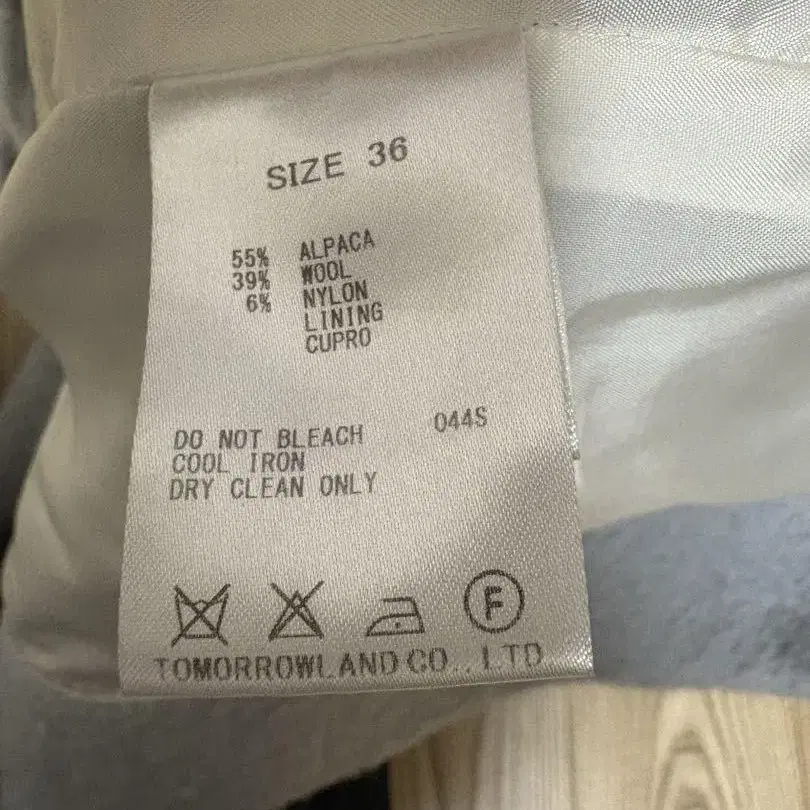 SIZE 36
55% ALPACA
39% WOOL
6% NYLON
LINING
CUPRO
DO NOT BLEACH 044S
COOL IRON
DRY CLEAN ONLY
F
TOMORROWLAND CO., LTD